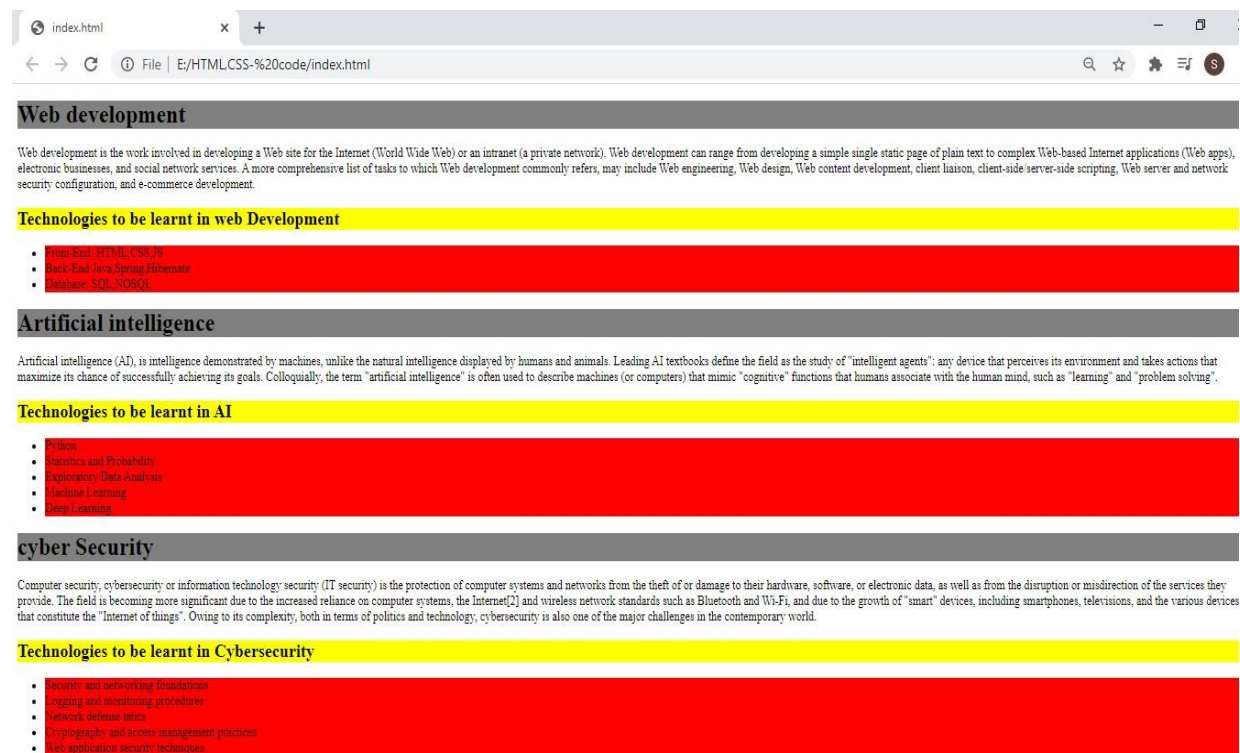 index.html
File | E:/HTML,CSS-%20code/index.html
S
Web development
Web development is the work involved in developing a Web site for the Internet (World Wide Web) or an intranet (a private network). Web development can range from developing a simple single static page of plain text to complex Web-based Internet applications (Web apps),
electronic businesses, and social network services. A more comprehensive list of tasks to which Web development commonly refers, may include Web engineering, Web design, Web content development, client liaison, client-side/server-side scripting, Web server and network
security configuration, and e-commerce development.
Technologies to be learnt in web Development
Front-End: HTML,CSS,JS
Back-End:Java,Spring,Hibernate
Database: SQL,NOSQL
Artificial intelligence
Artificial intelligence (AI), is intelligence demonstrated by machines, unlike the natural intelligence displayed by humans and animals. Leading AI textbooks define the field as the study of "intelligent agents": any device that perceives its environment and takes actions that
maximize its chance of successfully achieving its goals. Colloquially, the term "artificial intelligence" is often used to describe machines (or computers) that mimic "cognitive" functions that humans associate with the human mind, such as "learning" and "problem solving".
Technologies to be learnt in AI
Python
Statistics and Probability
Exploratory Data Analysis
Machine Learning
Deep Learning
cyber Security
Computer security, cybersecurity or information technology security (IT security) is the protection of computer systems and networks from the theft of or damage to their hardware, software, or electronic data, as well as from the disruption or misdirection of the services they
provide. The field is becoming more significant due to the increased reliance on computer systems, the Internet[2] and wireless network standards such as Bluetooth and Wi-Fi, and due to the growth of "smart" devices, including smartphones, televisions, and the various devices
that constitute the "Internet of things". Owing to its complexity, both in terms of politics and technology, cybersecurity is also one of the major challenges in the contemporary world.
Technologies to be learnt in Cybersecurity
Security and networking foundations
Logging and monitoring procedures
Network defense tatics
Cryptography and access management practices
Web application security techniques